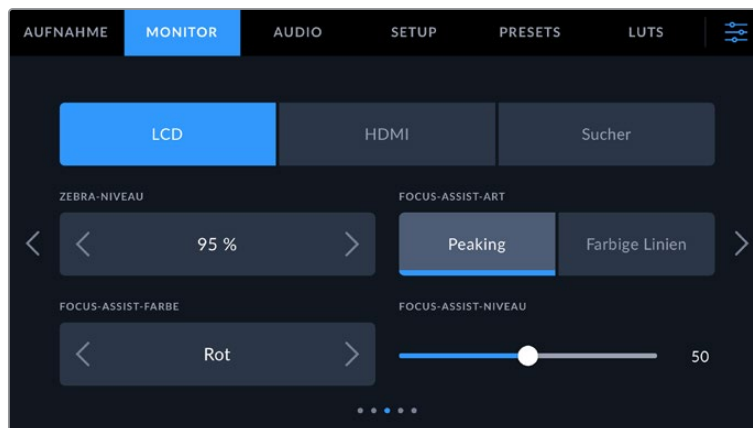 AUFNAHME MONITOR AUDIO SETUP PRESETS LUTS
LCD HDMI Sucher
ZEBRA-NIVEAU FOCUS-ASSIST-ART
95 % Peaking Farbige Linien
FOCUS-ASSIST-FARBE FOCUS-ASSIST-NIVEAU
Rot 50